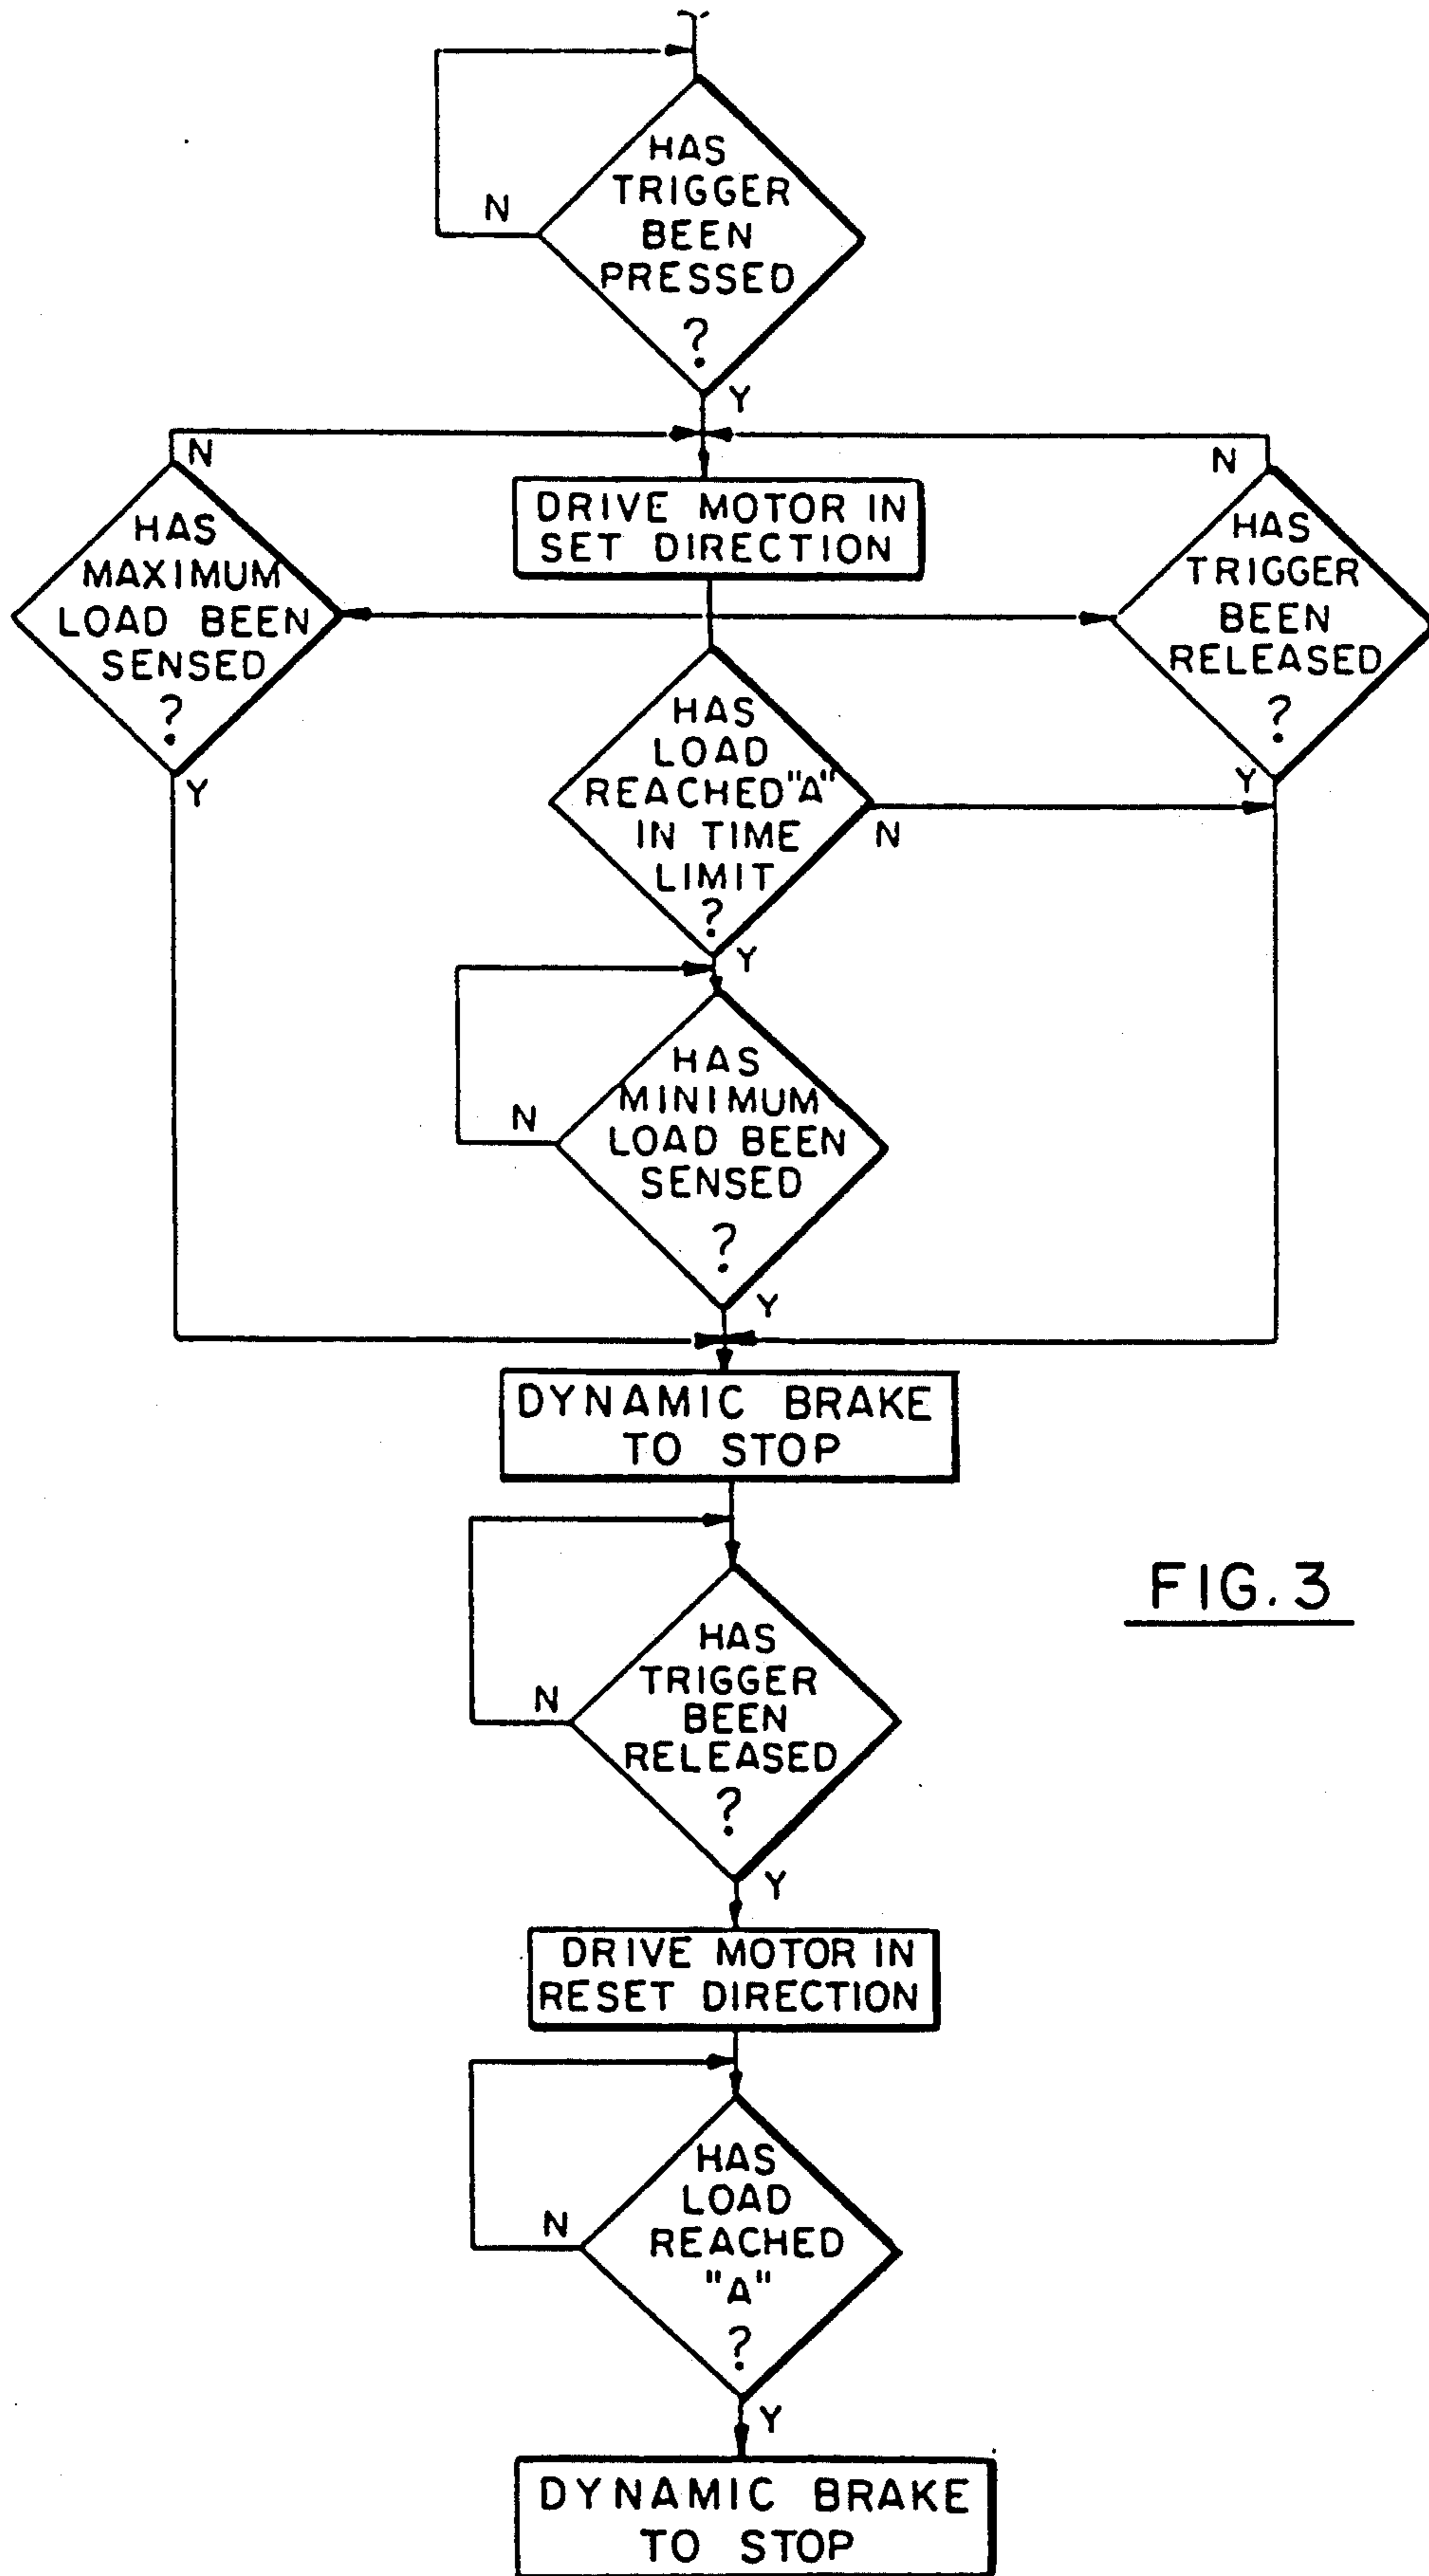 HAS
TRIGGER
BEEN
PRESSED
?
N
Y
N
HAS
MAXIMUM
LOAD BEEN
SENSED
?
Y
DRIVE MOTOR IN
SET DIRECTION
N
HAS
TRIGGER
BEEN
RELEASED
?
Y
HAS
LOAD
REACHED "A"
IN TIME
LIMIT
?
N
Y
HAS
MINIMUM
LOAD BEEN
SENSED
?
N
Y
DYNAMIC BRAKE
TO STOP
HAS
TRIGGER
BEEN
RELEASED
?
N
Y
FIG. 3
DRIVE MOTOR IN
RESET DIRECTION
HAS
LOAD
REACHED
"A"
?
N
Y
DYNAMIC BRAKE
TO STOP